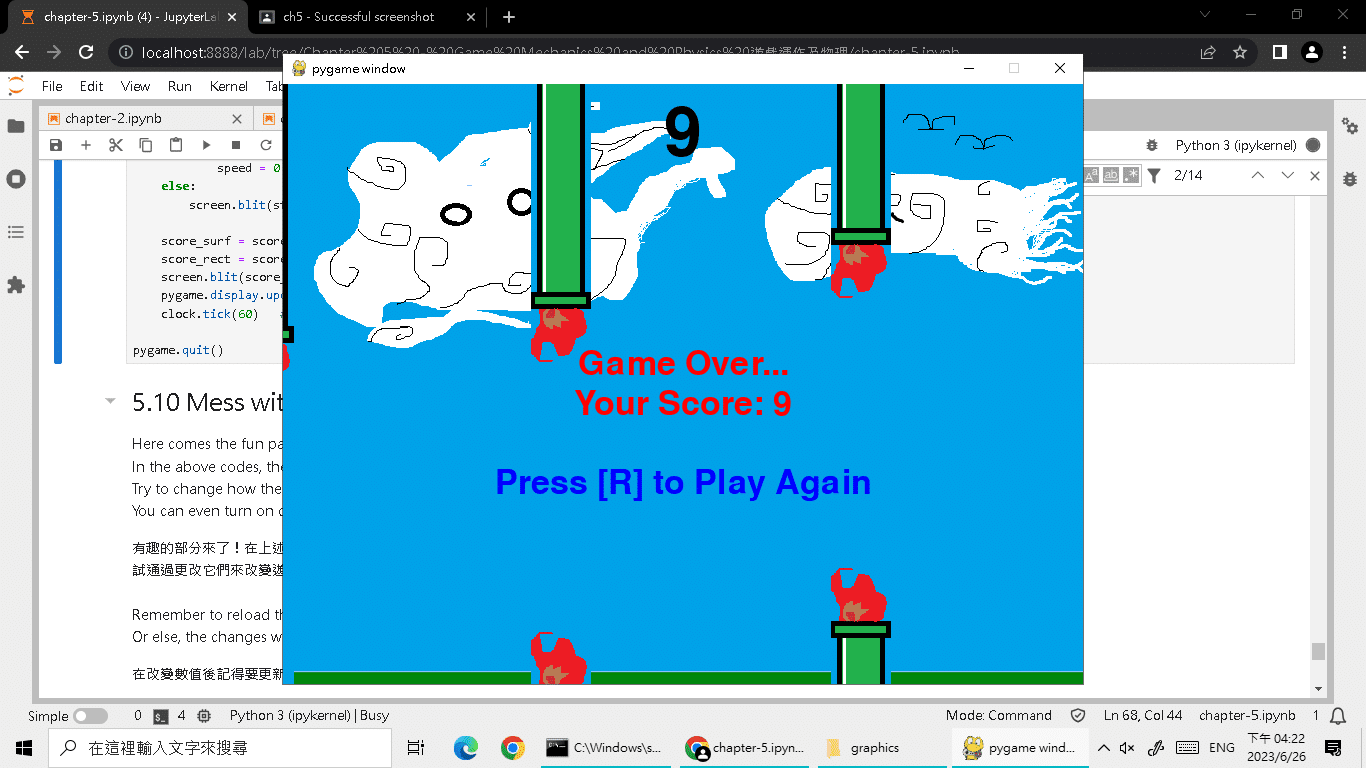 chapter-5.ipynb (4) - JupyterLa
ch5 - Successful screenshot
localhost:8888/lab/tree/Chapter%205%20-%20Game%20Mechanics%20and%20Physics%20遊戲運作及物理/chapter-5.ipynb
pygame window
File Edit View Run Kernel Ta
chapter-2.ipynb
Python 3 (ipykernel)
2/14
speed = 0
else:
screen.blit(s
score_surf = score
score_rect = score
screen.blit(score_
pygame.display.up
clock.tick(60)
pygame.quit()
9
Game Over...
Your Score: 9
Press [R] to Play Again
5.10 Mess wit
Here comes the fun pa
In the above codes, the
Try to change how the
You can even turn on
有趣的部分來了！在上述
試通過更改它們來改變遊
Remember to reload th
Or else, the changes w
在改變數值後記得要更新
Simple 0 4 Python 3 (ipykernel) | Busy Mode: Command Ln 68, Col 44 chapter-5.ipynb 1
在這裡輸入文字來搜尋
C:\Windows\s...
chapter-5.ipyn...
graphics
pygame wind...
ENG
下午 04:22
2023/6/26